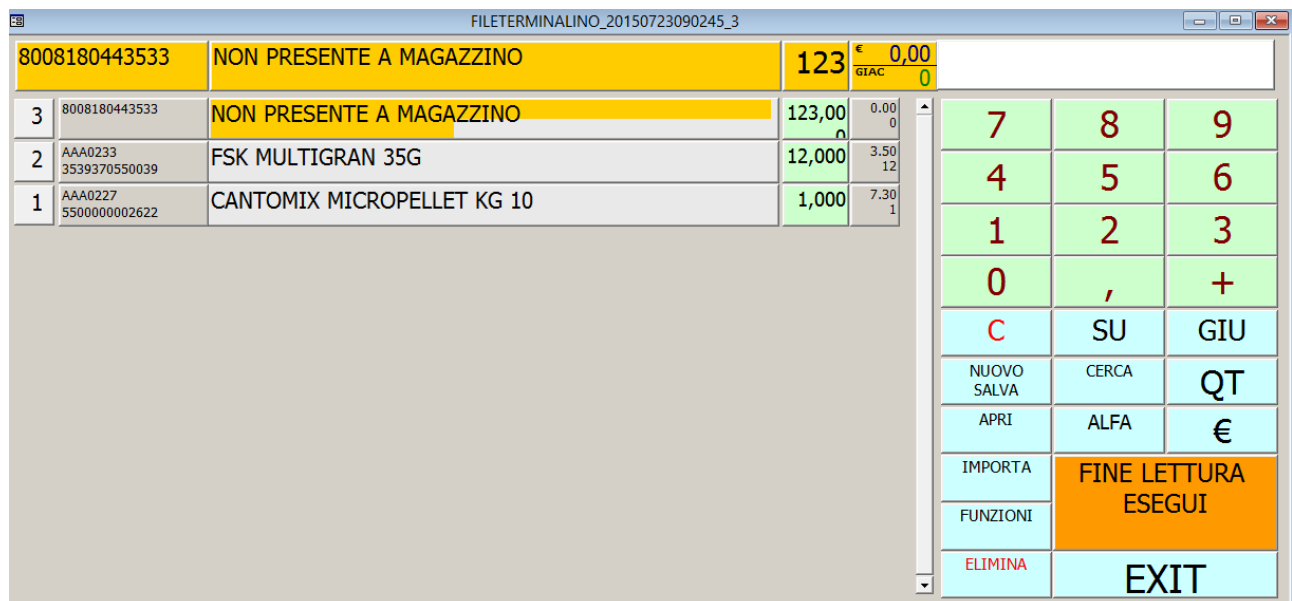 FILETERMINALINO_20150723090245_3
8008180443533 NON PRESENTE A MAGAZZINO 123 € 0,00
GIAC 0
3 8008180443533 NON PRESENTE A MAGAZZINO 123,00 0.00
0 0
2 AAA0233 FSK MULTIGRAN 35G 12,000 3.50
3539370550039 12
1 AAA0227 CANTOMIX MICROPELLET KG 10 1,000 7.30
5500000002622 1
7 8 9
4 5 6
1 2 3
0 , +
C SU GIU
NUOVO
SALVA CERCA QT
APRI ALFA €
IMPORTA FINE LETTURA
ESEGUI
FUNZIONI
ELIMINA EXIT